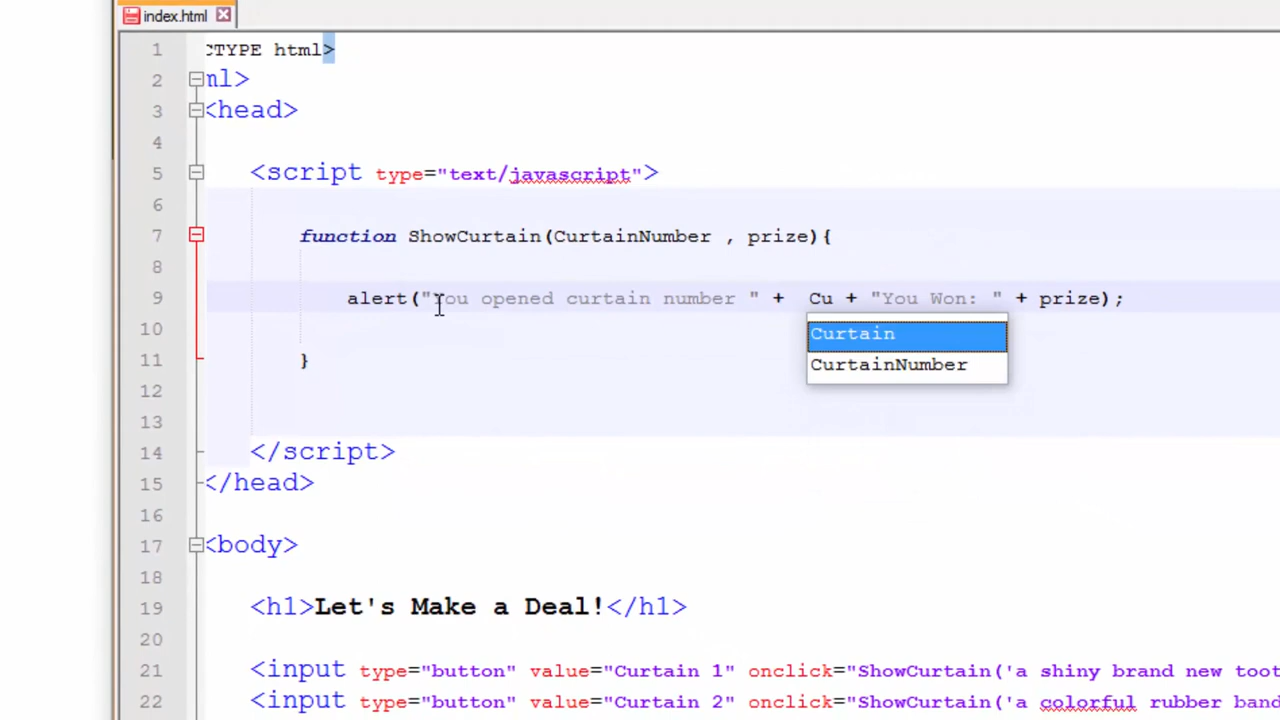 index.html
1 CTYPE html>
2 ml>
3 <head>
4
5 <script type="text/javascript">
6
7 function ShowCurtain(CurtainNumber , prize){
8
9 alert("You opened curtain number " + Cu + "You Won: " + prize);
Curtain
10
CurtainNumber
11 }
12
13
14 </script>
15 </head>
16
17 <body>
18
19 <h1>Let's Make a Deal!</h1>
20
21 <input type="button" value="Curtain 1" onclick="ShowCurtain('a shiny brand new toot
22 <input type="button" value="Curtain 2" onclick="ShowCurtain('a colorful rubber band